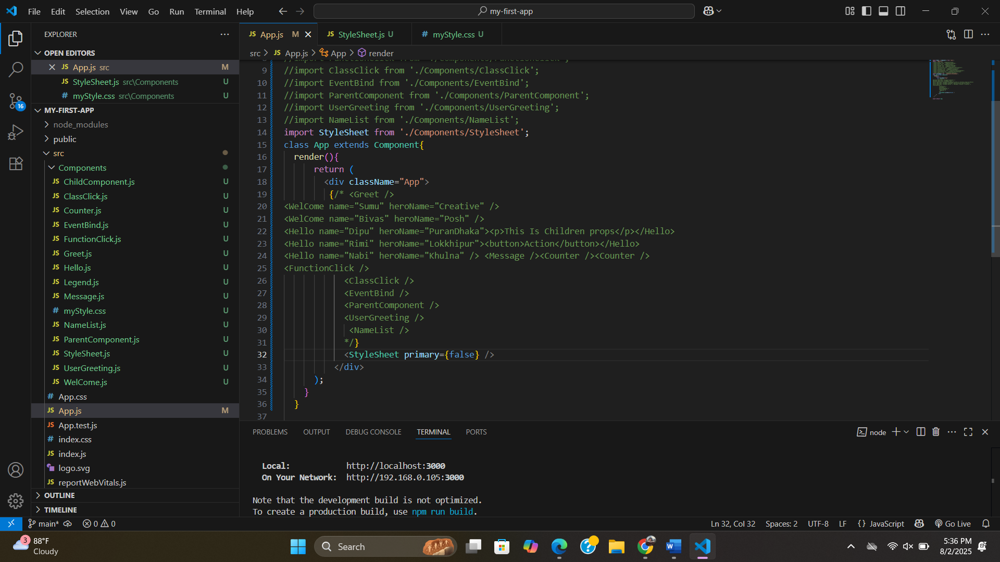 File Edit Selection View Go Run Terminal Help
my-first-app
EXPLORER
OPEN EDITORS
App.js src M
StyleSheet.js src\Components U
myStyle.css src\Components U
MY-FIRST-APP
node_modules
public
src
Components
ChildComponent.js U
ClassClick.js U
Counter.js U
EventBind.js U
FunctionClick.js U
Greet.js U
Hello.js U
Legend.js U
Message.js U
myStyle.css U
NameList.js U
ParentComponent.js U
StyleSheet.js U
UserGreeting.js U
WelCome.js U
App.css
App.js M
App.test.js
index.css
index.js
logo.svg
reportWebVitals.js
OUTLINE
TIMELINE
16
JS App.js M
JS StyleSheet.js U
# myStyle.css U
src > JS App.js > App > render
9 //import ClassClick from './Components/ClassClick';
10 //import EventBind from './Components/EventBind';
11 //import ParentComponent from './Components/ParentComponent';
12 //import UserGreeting from './Components/UserGreeting';
13 //import NameList from './Components/NameList';
14 import StyleSheet from './Components/StyleSheet';
15 class App extends Component{
16 render(){
17 return (
18 <div className="App">
19 {/* <Greet />
20 <WelCome name="Sumu" heroName="Creative" />
21 <WelCome name="Bivas" heroName="Posh" />
22 <Hello name="Dipu" heroName="PuranDhaka"><p>This Is Children props</p></Hello>
23 <Hello name="Rimi" heroName="Lokkhipur"><button>Action</button></Hello>
24 <Hello name="Nabi" heroName="Khulna" /> <Message /><Counter /><Counter />
25 <FunctionClick />
26 <ClassClick />
27 <EventBind />
28 <ParentComponent />
29 <UserGreeting />
30 <NameList />
31 */}
32 <StyleSheet primary={false} />
33 </div>
34 );
35 }
36 }
37
PROBLEMS OUTPUT DEBUG CONSOLE TERMINAL PORTS
node
Local: http://localhost:3000
On Your Network: http://192.168.0.105:3000
Note that the development build is not optimized.
To create a production build, use npm run build.
main* 0 0 Ln 32, Col 32 Spaces: 2 UTF-8 LF {} JavaScript Go Live
3 88°F
Cloudy
Search
5:36 PM
8/2/2025